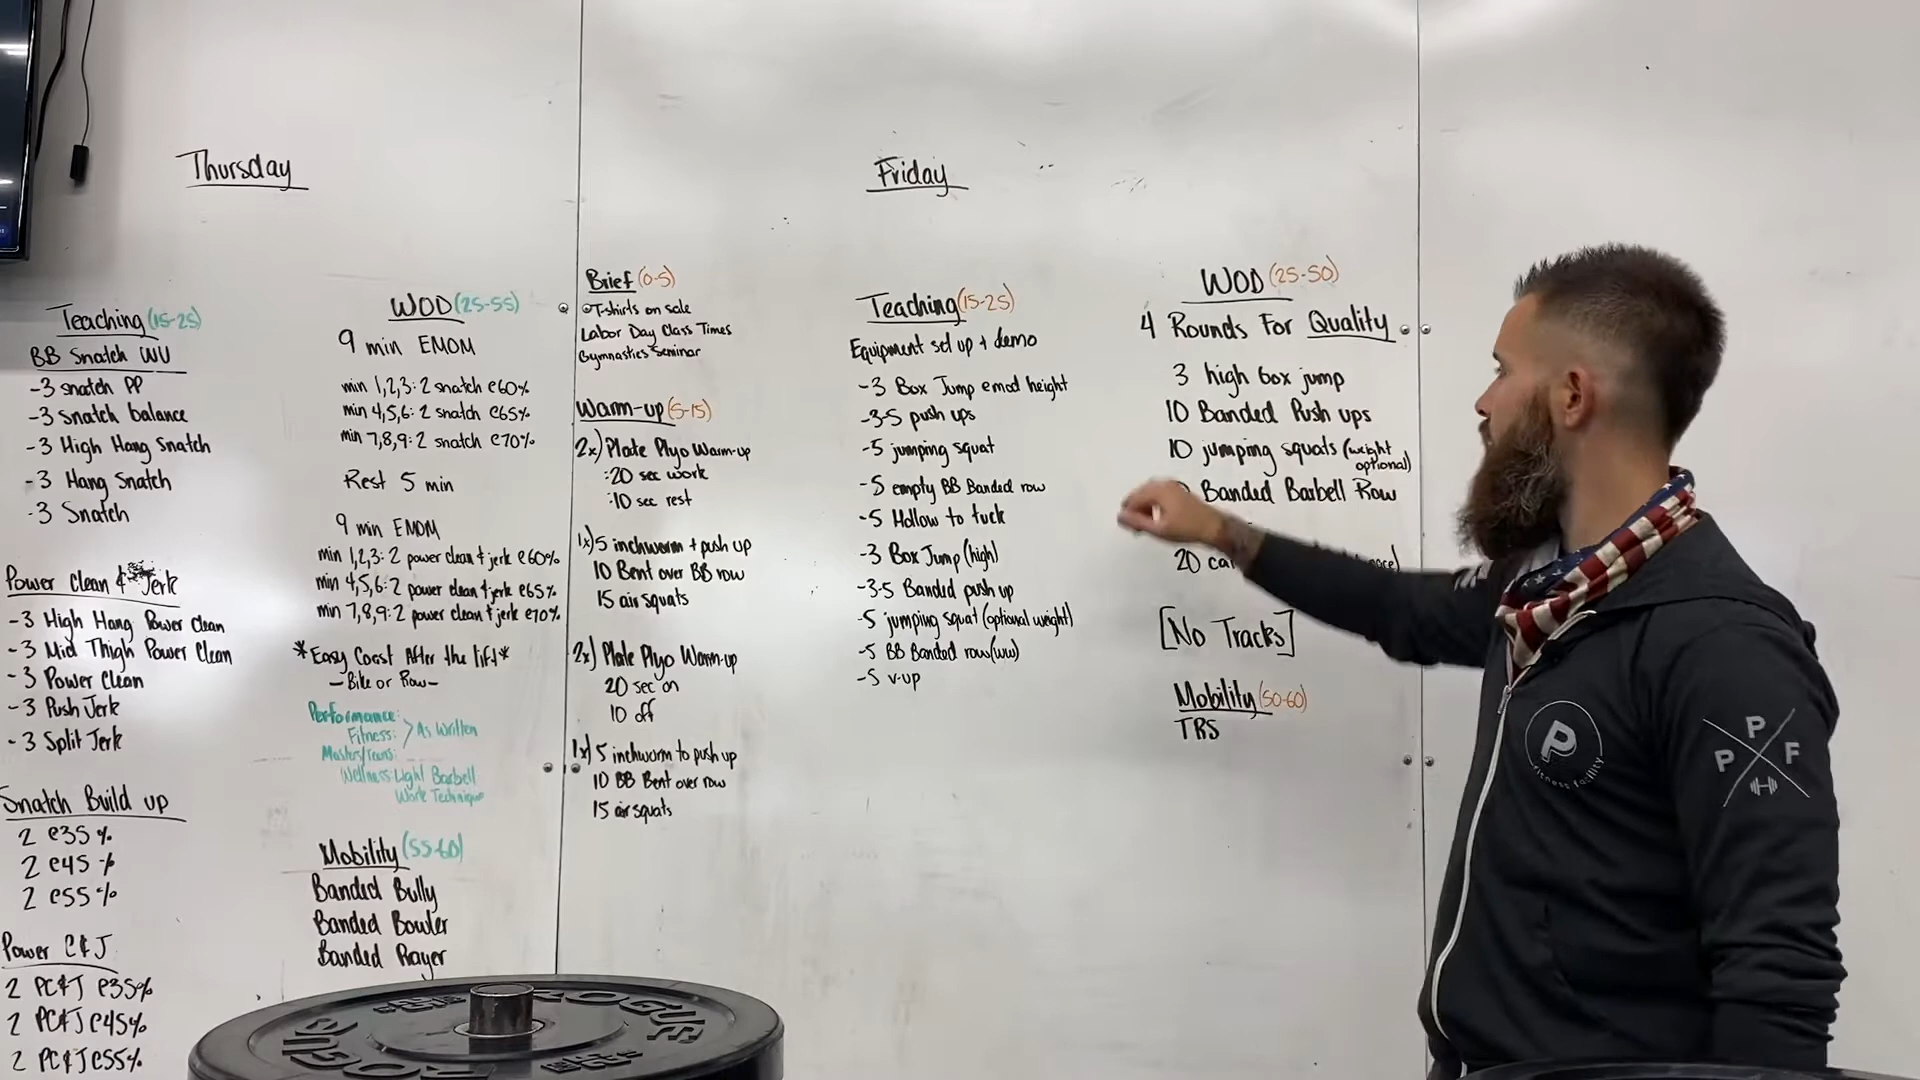 Thursday
Teaching (15-25)
BB Snatch WU
-3 snatch PP
-3 snatch balance
-3 High Hang Snatch
-3 Hang Snatch
-3 Snatch
Power Clean & Jerk
-3 High Hang Power Clean
-3 Mid Thigh Power Clean
-3 Power Clean
-3 Push Jerk
-3 Split Jerk
Snatch Build up
2 @35%
2 @45%
2 @55%
Power C&J
2 PC&J @35%
2 PC&J @45%
2 PC&J @55%
WOD (25-55)
9 min EMOM
min 1,2,3: 2 snatch @60%
min 4,5,6: 2 snatch @65%
min 7,8,9: 2 snatch @70%
Rest 5 min
9 min EMOM
min 1,2,3: 2 power clean & jerk @60%
min 4,5,6: 2 power clean & jerk @65%
min 7,8,9: 2 power clean & jerk @70%
*Easy Coast After the lift*
- Bike or Row -
Performance:
Fitness: > As Written
Masters/Teens:
Wellness: Light Barbell
Work Technique
Mobility (55-60)
Banded Bully
Banded Bowler
Banded Rayer
Friday
Brief (0-5)
T-shirts on sale
Labor Day Class Times
Gymnastics Seminar
Warm-up (5-15)
2x) Plate Plyo Warm-up
:20 sec work
:10 sec rest
1x) 5 inchworm + push up
10 Bent over BB row
15 air squats
2x) Plate Plyo Warm-up
20 sec on
10 off
1x) 5 inchworm to push up
10 BB Bent over row
15 air squats
Teaching (15-25)
Equipment set up + demo
-3 Box Jump @ mod height
-3-5 push ups
-5 jumping squat
-5 empty BB Banded row
-5 Hollow to tuck
-3 Box Jump (high)
-3-5 Banded push up
-5 jumping squat (optional weight)
-5 BB Banded row (ww)
-5 v-up
WOD (25-50)
4 Rounds For Quality
3 high box jump
10 Banded Push ups
10 jumping squats (weight
optional)
Banded Barbell Row
20 cal
[No Tracks]
Mobility (50-60)
TRS
P
fitness facility
P
P F
ROGUE
ROGUE